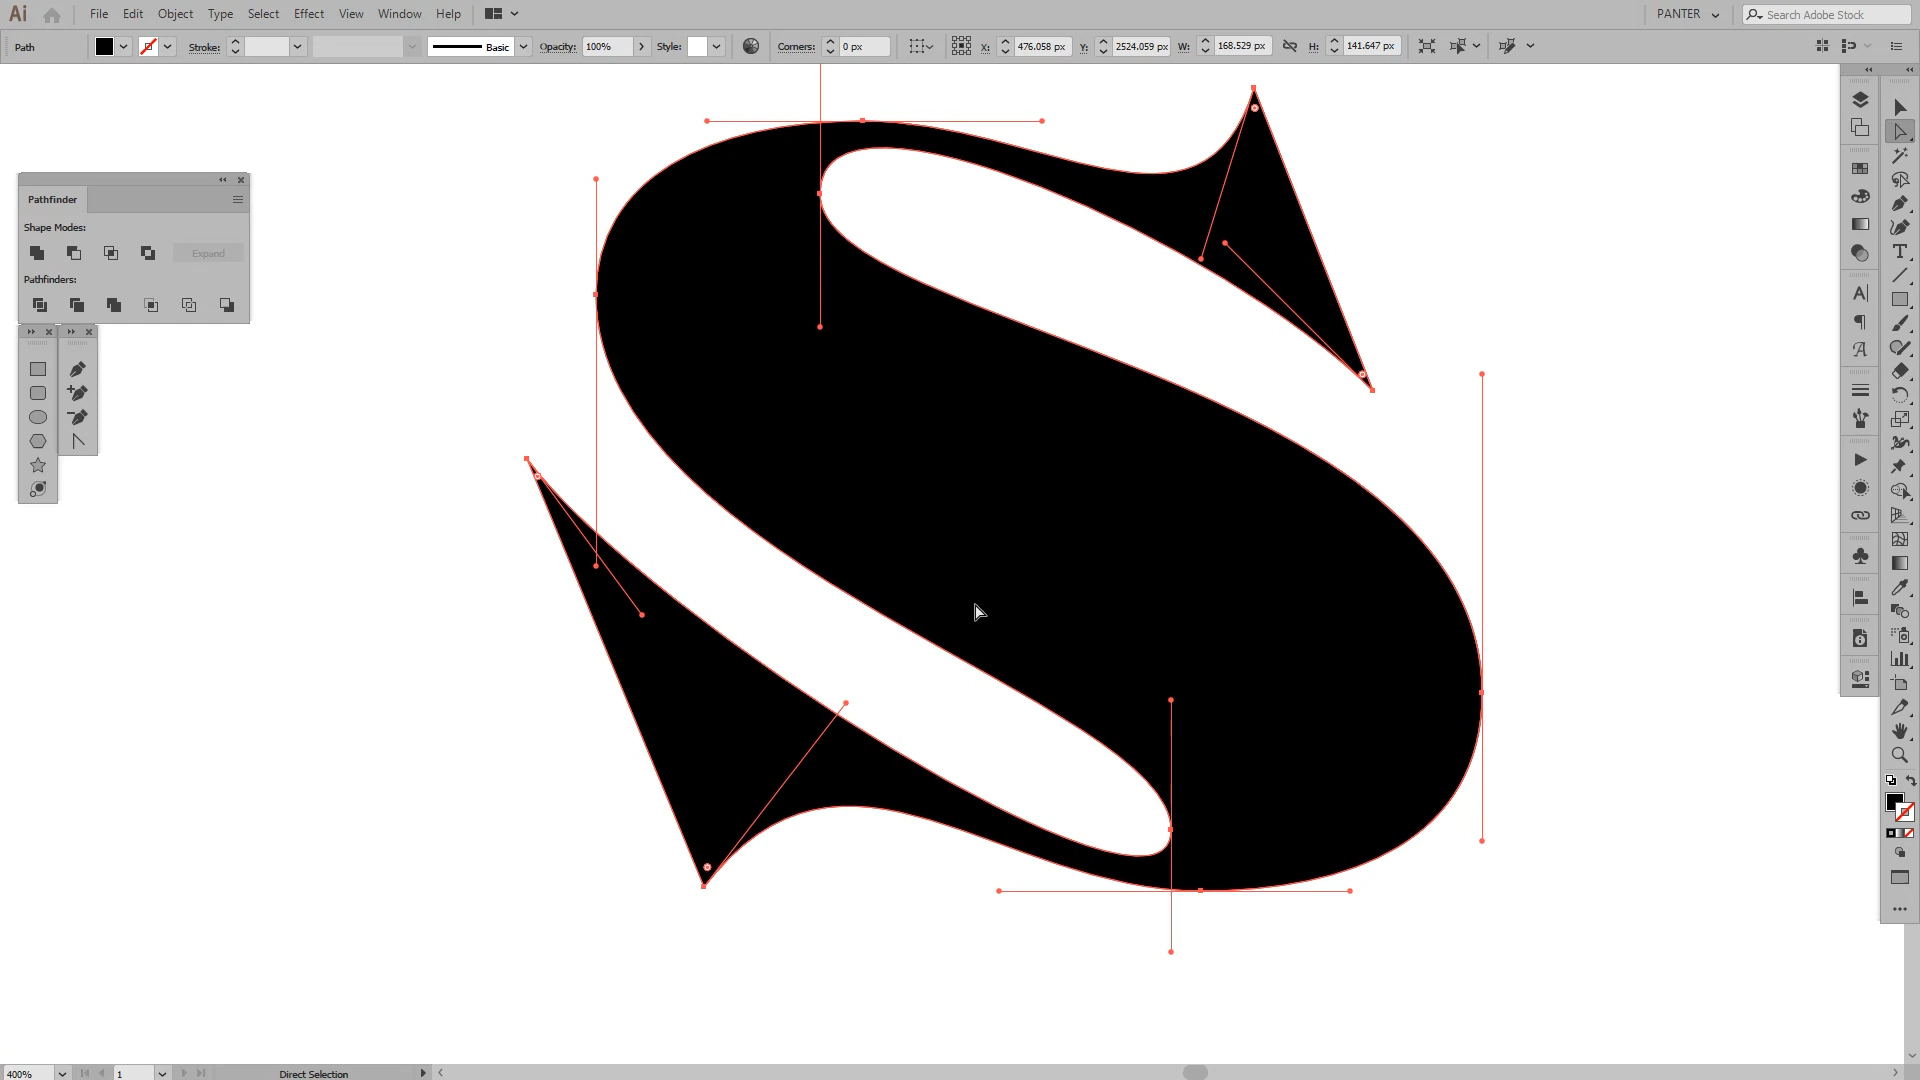 Ai File Edit Object Type Select Effect View Window Help PANTER Search Adobe Stock
Path Stroke: Basic Opacity: 100% Style: Corners: 0 px X: 476.058 px Y: 2524.059 px W: 168.529 px H: 141.647 px
Pathfinder
Shape Modes:
Expand
Pathfinders:
S
400% 1 Direct Selection